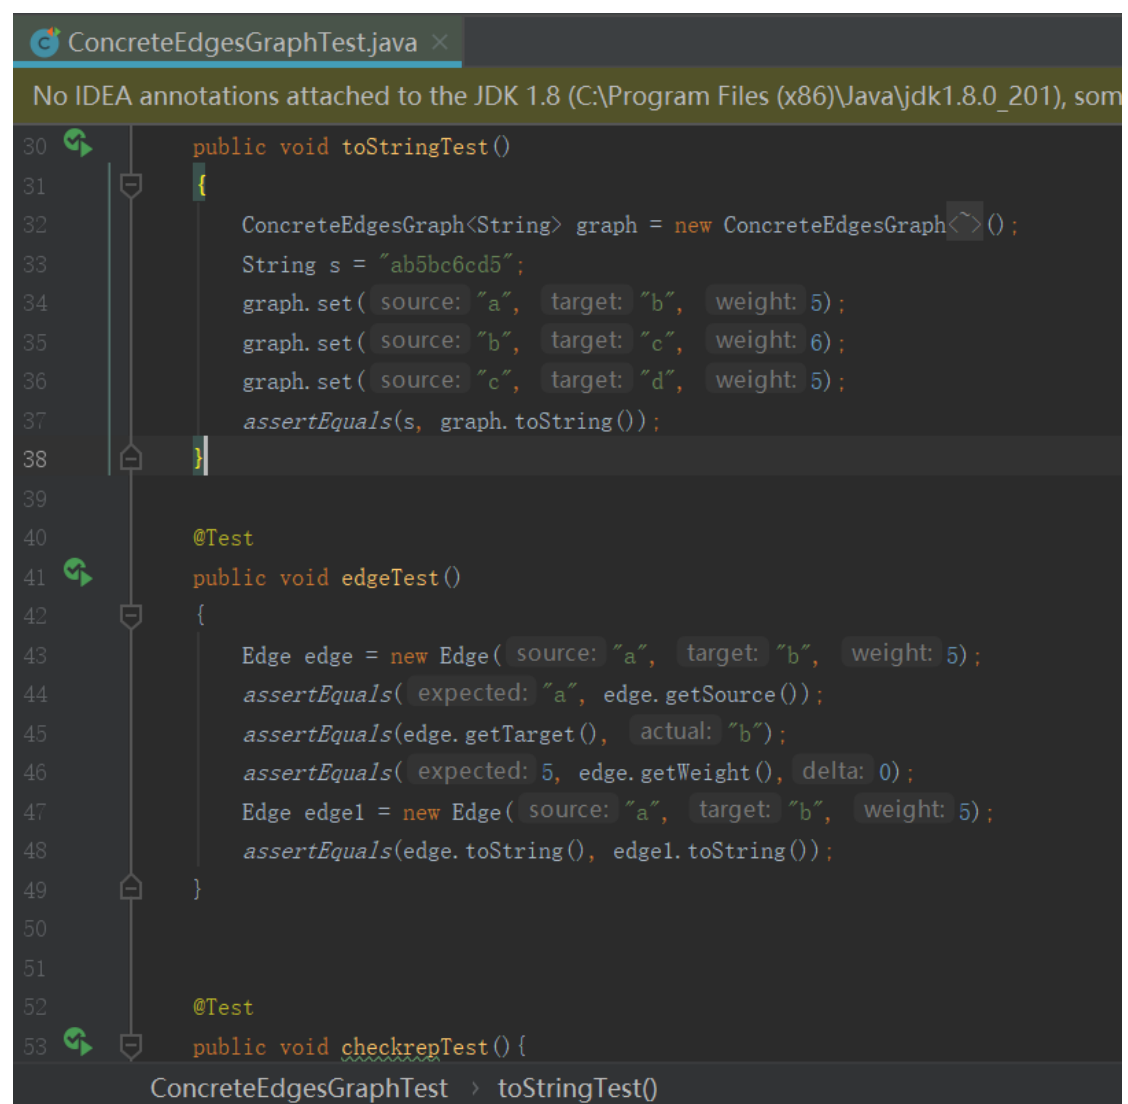 ConcreteEdgesGraphTest.java ×
No IDEA annotations attached to the JDK 1.8 (C:\Program Files (x86)\Java\jdk1.8.0_201), som
30 public void toStringTest()
31 {
32 ConcreteEdgesGraph<String> graph = new ConcreteEdgesGraph<~>();
33 String s = "ab5bc6cd5";
34 graph.set( source: "a", target: "b", weight: 5);
35 graph.set( source: "b", target: "c", weight: 6);
36 graph.set( source: "c", target: "d", weight: 5);
37 assertEquals(s, graph.toString());
38 }
39
40 @Test
41 public void edgeTest()
42 {
43 Edge edge = new Edge( source: "a", target: "b", weight: 5);
44 assertEquals( expected: "a", edge.getSource());
45 assertEquals(edge.getTarget(), actual: "b");
46 assertEquals( expected: 5, edge.getWeight(), delta: 0);
47 Edge edge1 = new Edge( source: "a", target: "b", weight: 5);
48 assertEquals(edge.toString(), edge1.toString());
49 }
50
51
52 @Test
53 public void checkrepTest(){
ConcreteEdgesGraphTest › toStringTest()